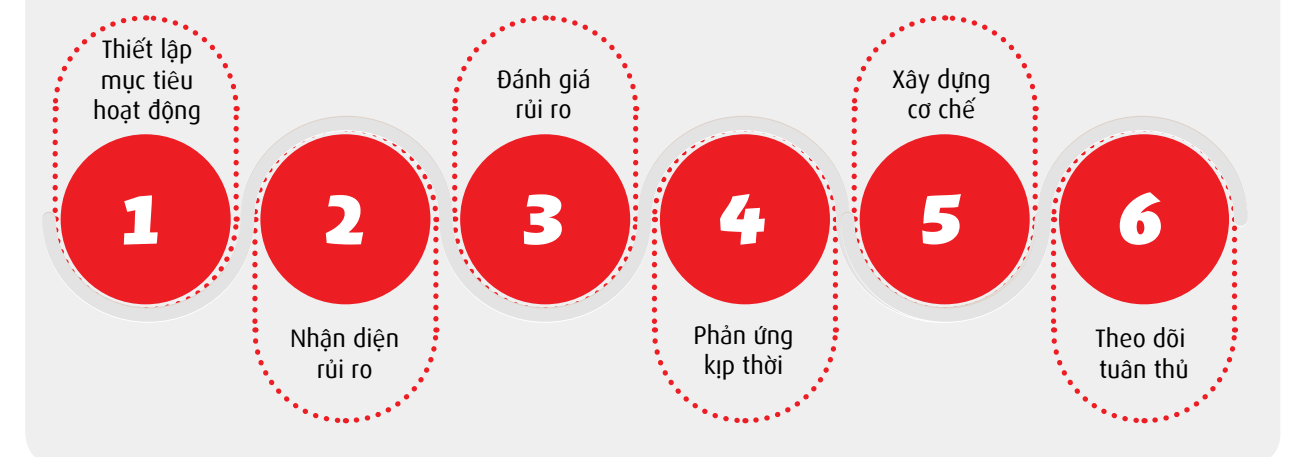 Thiết lập
mục tiêu
hoạt động
1
2
Nhận diện
rủi ro
Đánh giá
rủi ro
3
4
Phản ứng
kịp thời
Xây dựng
cơ chế
5
6
Theo dõi
tuân thủ